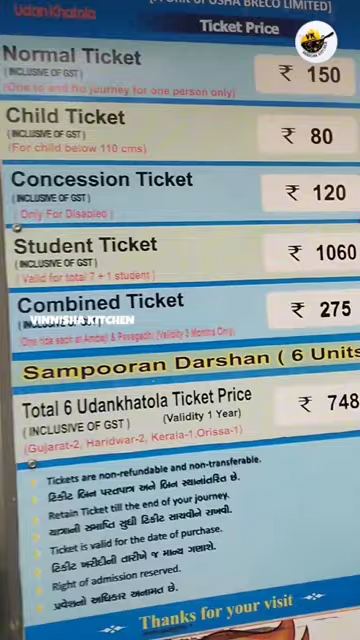 UdanKhatola
OF USHA BRECO LIMITED]
Ticket Price
VK
Normal Ticket
(INCLUSIVE OF GST)
(One to and fro journey for one person only)
₹ 150
Child Ticket
(INCLUSIVE OF GST)
(For child below 110 cms)
₹ 80
Concession Ticket
(INCLUSIVE OF GST)
( Only For Disabled )
₹ 120
Student Ticket
(INCLUSIVE OF GST)
(Valid for total 7 + 1 student)
₹ 1060
Combined Ticket
VINNISHA KITCHEN
One ride each at Ambaji & Pavagadh (Validity 3 Months Only)
₹ 275
Sampooran Darshan ( 6 Units
Total 6 Udankhatola Ticket Price
(INCLUSIVE OF GST) (Validity 1 Year)
(Gujarat-2, Haridwar-2, Kerala-1,Orissa-1)
₹ 748
Tickets are non-refundable and non-transferable.
ટિકીટ બિન પરતપાત્ર અને બિન સ્થાનાંતરિત છે.
Retain Ticket till the end of your journey.
યાત્રાની સમાપ્તિ સુધી ટિકીટ સાચવીને રાખવી.
Ticket is valid for the date of purchase.
ટિકીટ ખરીદીની તારીખે જ માન્ય ગણાશે.
Right of admission reserved.
પ્રવેશનો અધિકાર અનામત છે.
Thanks for your visit